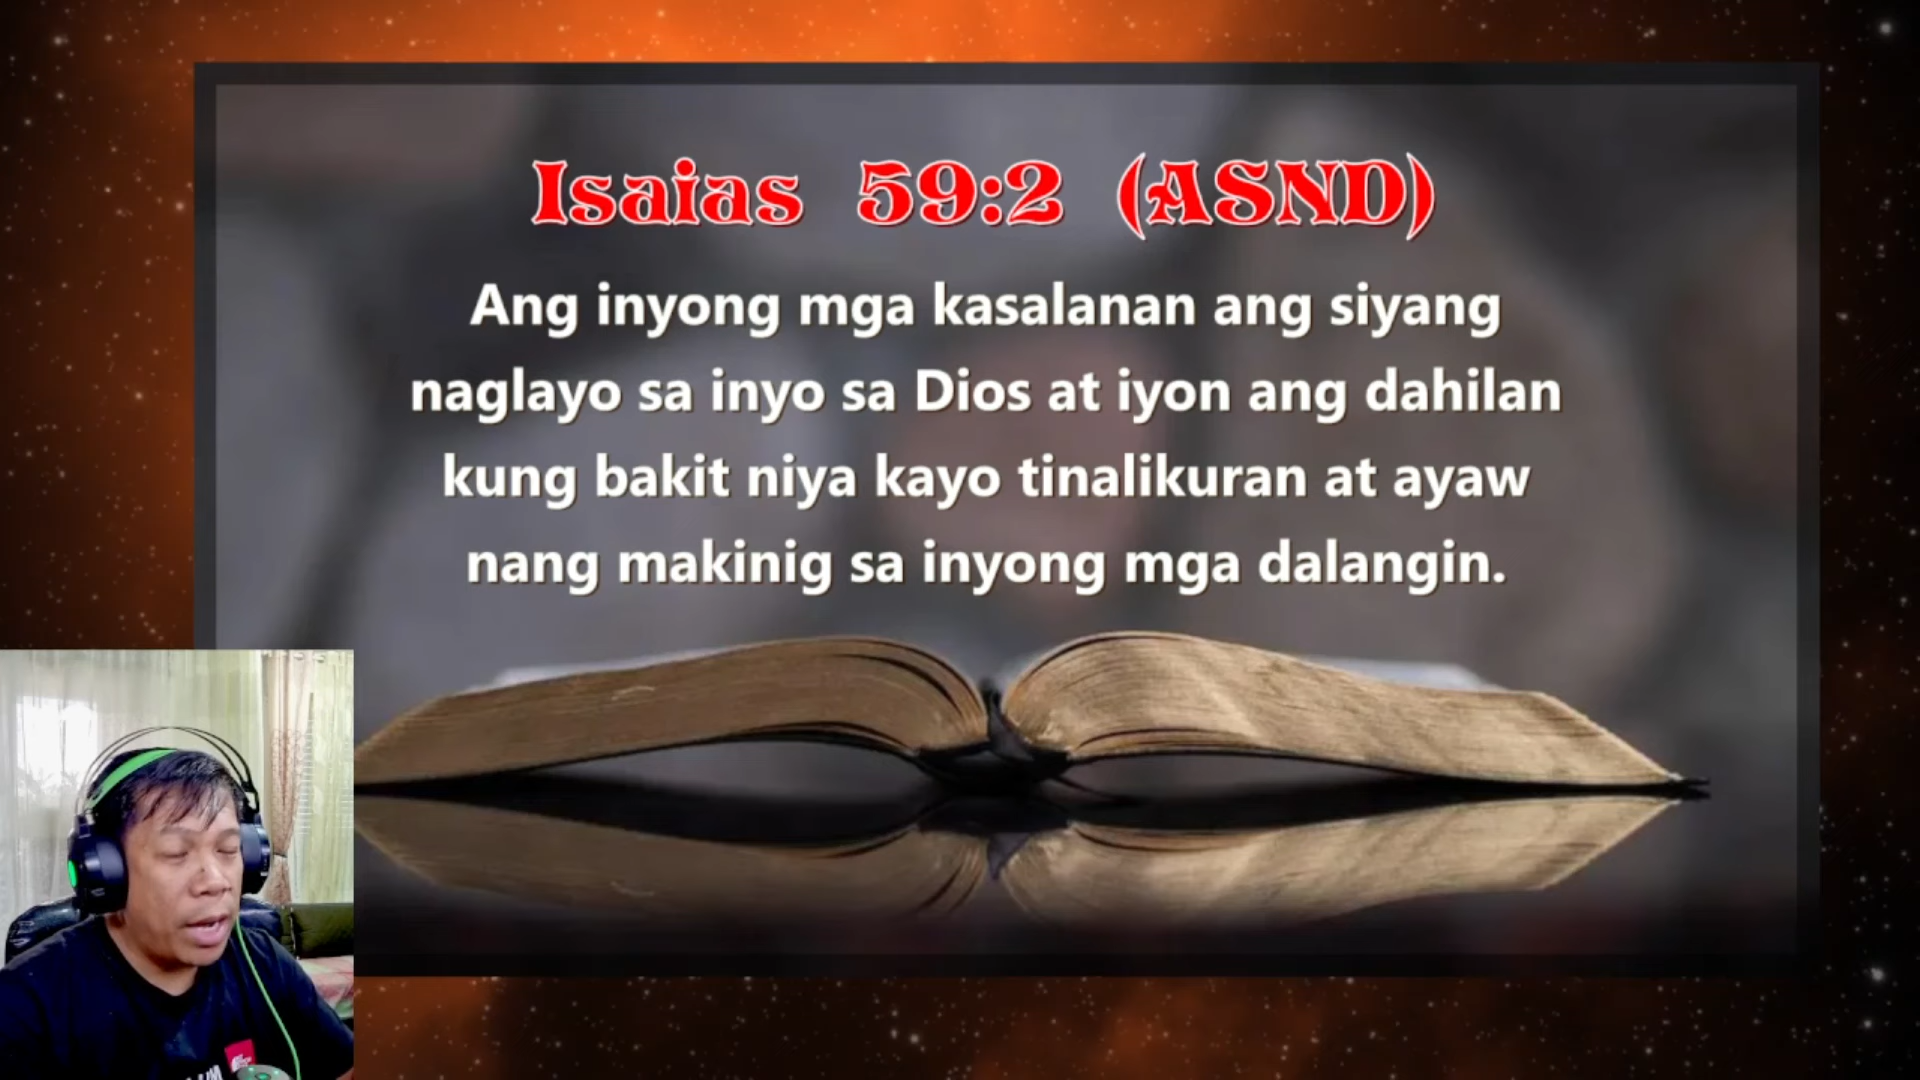 Isaias 59:2 (ASND)
Ang inyong mga kasalanan ang siyang
naglayo sa inyo sa Dios at iyon ang dahilan
kung bakit niya kayo tinalikuran at ayaw
nang makinig sa inyong mga dalangin.